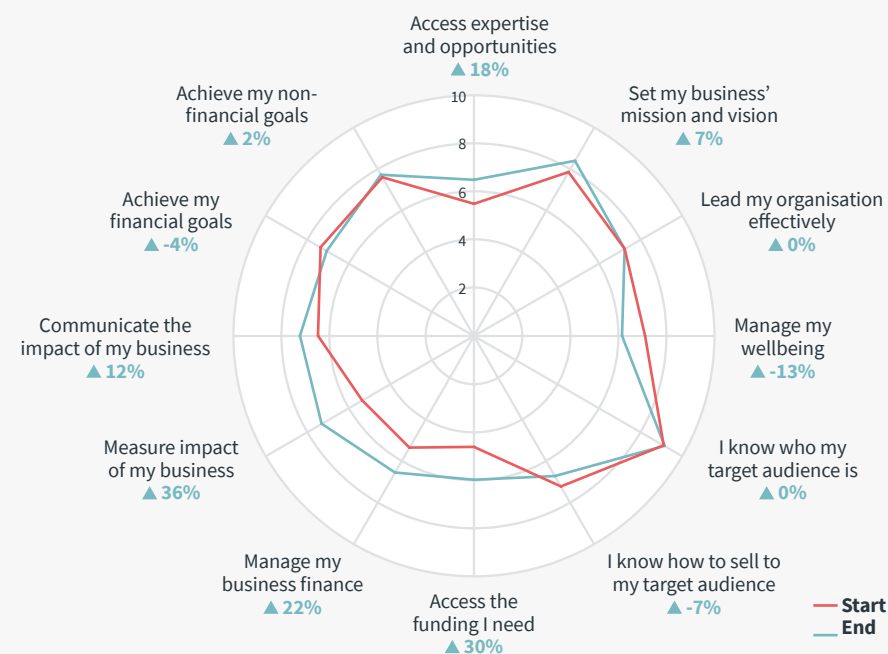 Access expertise
and opportunities
▲ 18%
Set my business’
mission and vision
▲ 7%
Lead my organisation
effectively
▲ 0%
Manage my
wellbeing
▲ -13%
I know who my
target audience is
▲ 0%
I know how to sell to
my target audience
▲ -7%
Access the
funding I need
▲ 30%
Manage my
business finance
▲ 22%
Measure impact
of my business
▲ 36%
Communicate the
impact of my business
▲ 12%
Achieve my
financial goals
▲ -4%
Achieve my non-
financial goals
▲ 2%
10
8
6
4
2
Start
End